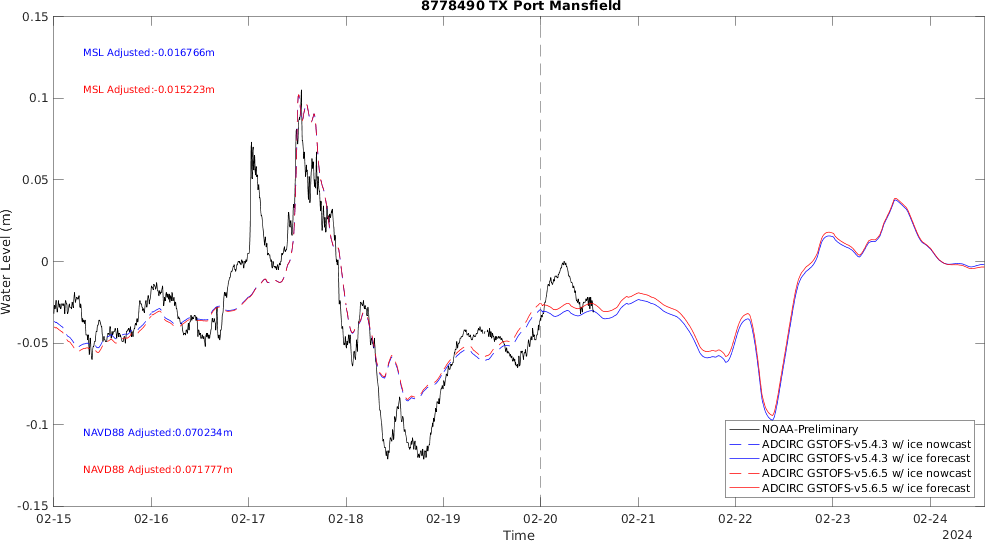 8778490 TX Port Mansfield
0.15
0.1
0.05
0
-0.05
-0.1
-0.15
Water Level (m)
MSL Adjusted:-0.016766m
MSL Adjusted:-0.015223m
NAVD88 Adjusted:0.070234m
NAVD88 Adjusted:0.071777m
NOAA-Preliminary
ADCIRC GSTOFS-v5.4.3 w/ ice nowcast
ADCIRC GSTOFS-v5.4.3 w/ ice forecast
ADCIRC GSTOFS-v5.6.5 w/ ice nowcast
ADCIRC GSTOFS-v5.6.5 w/ ice forecast
02-15 02-16 02-17 02-18 02-19 02-20 02-21 02-22 02-23 02-24
Time
2024